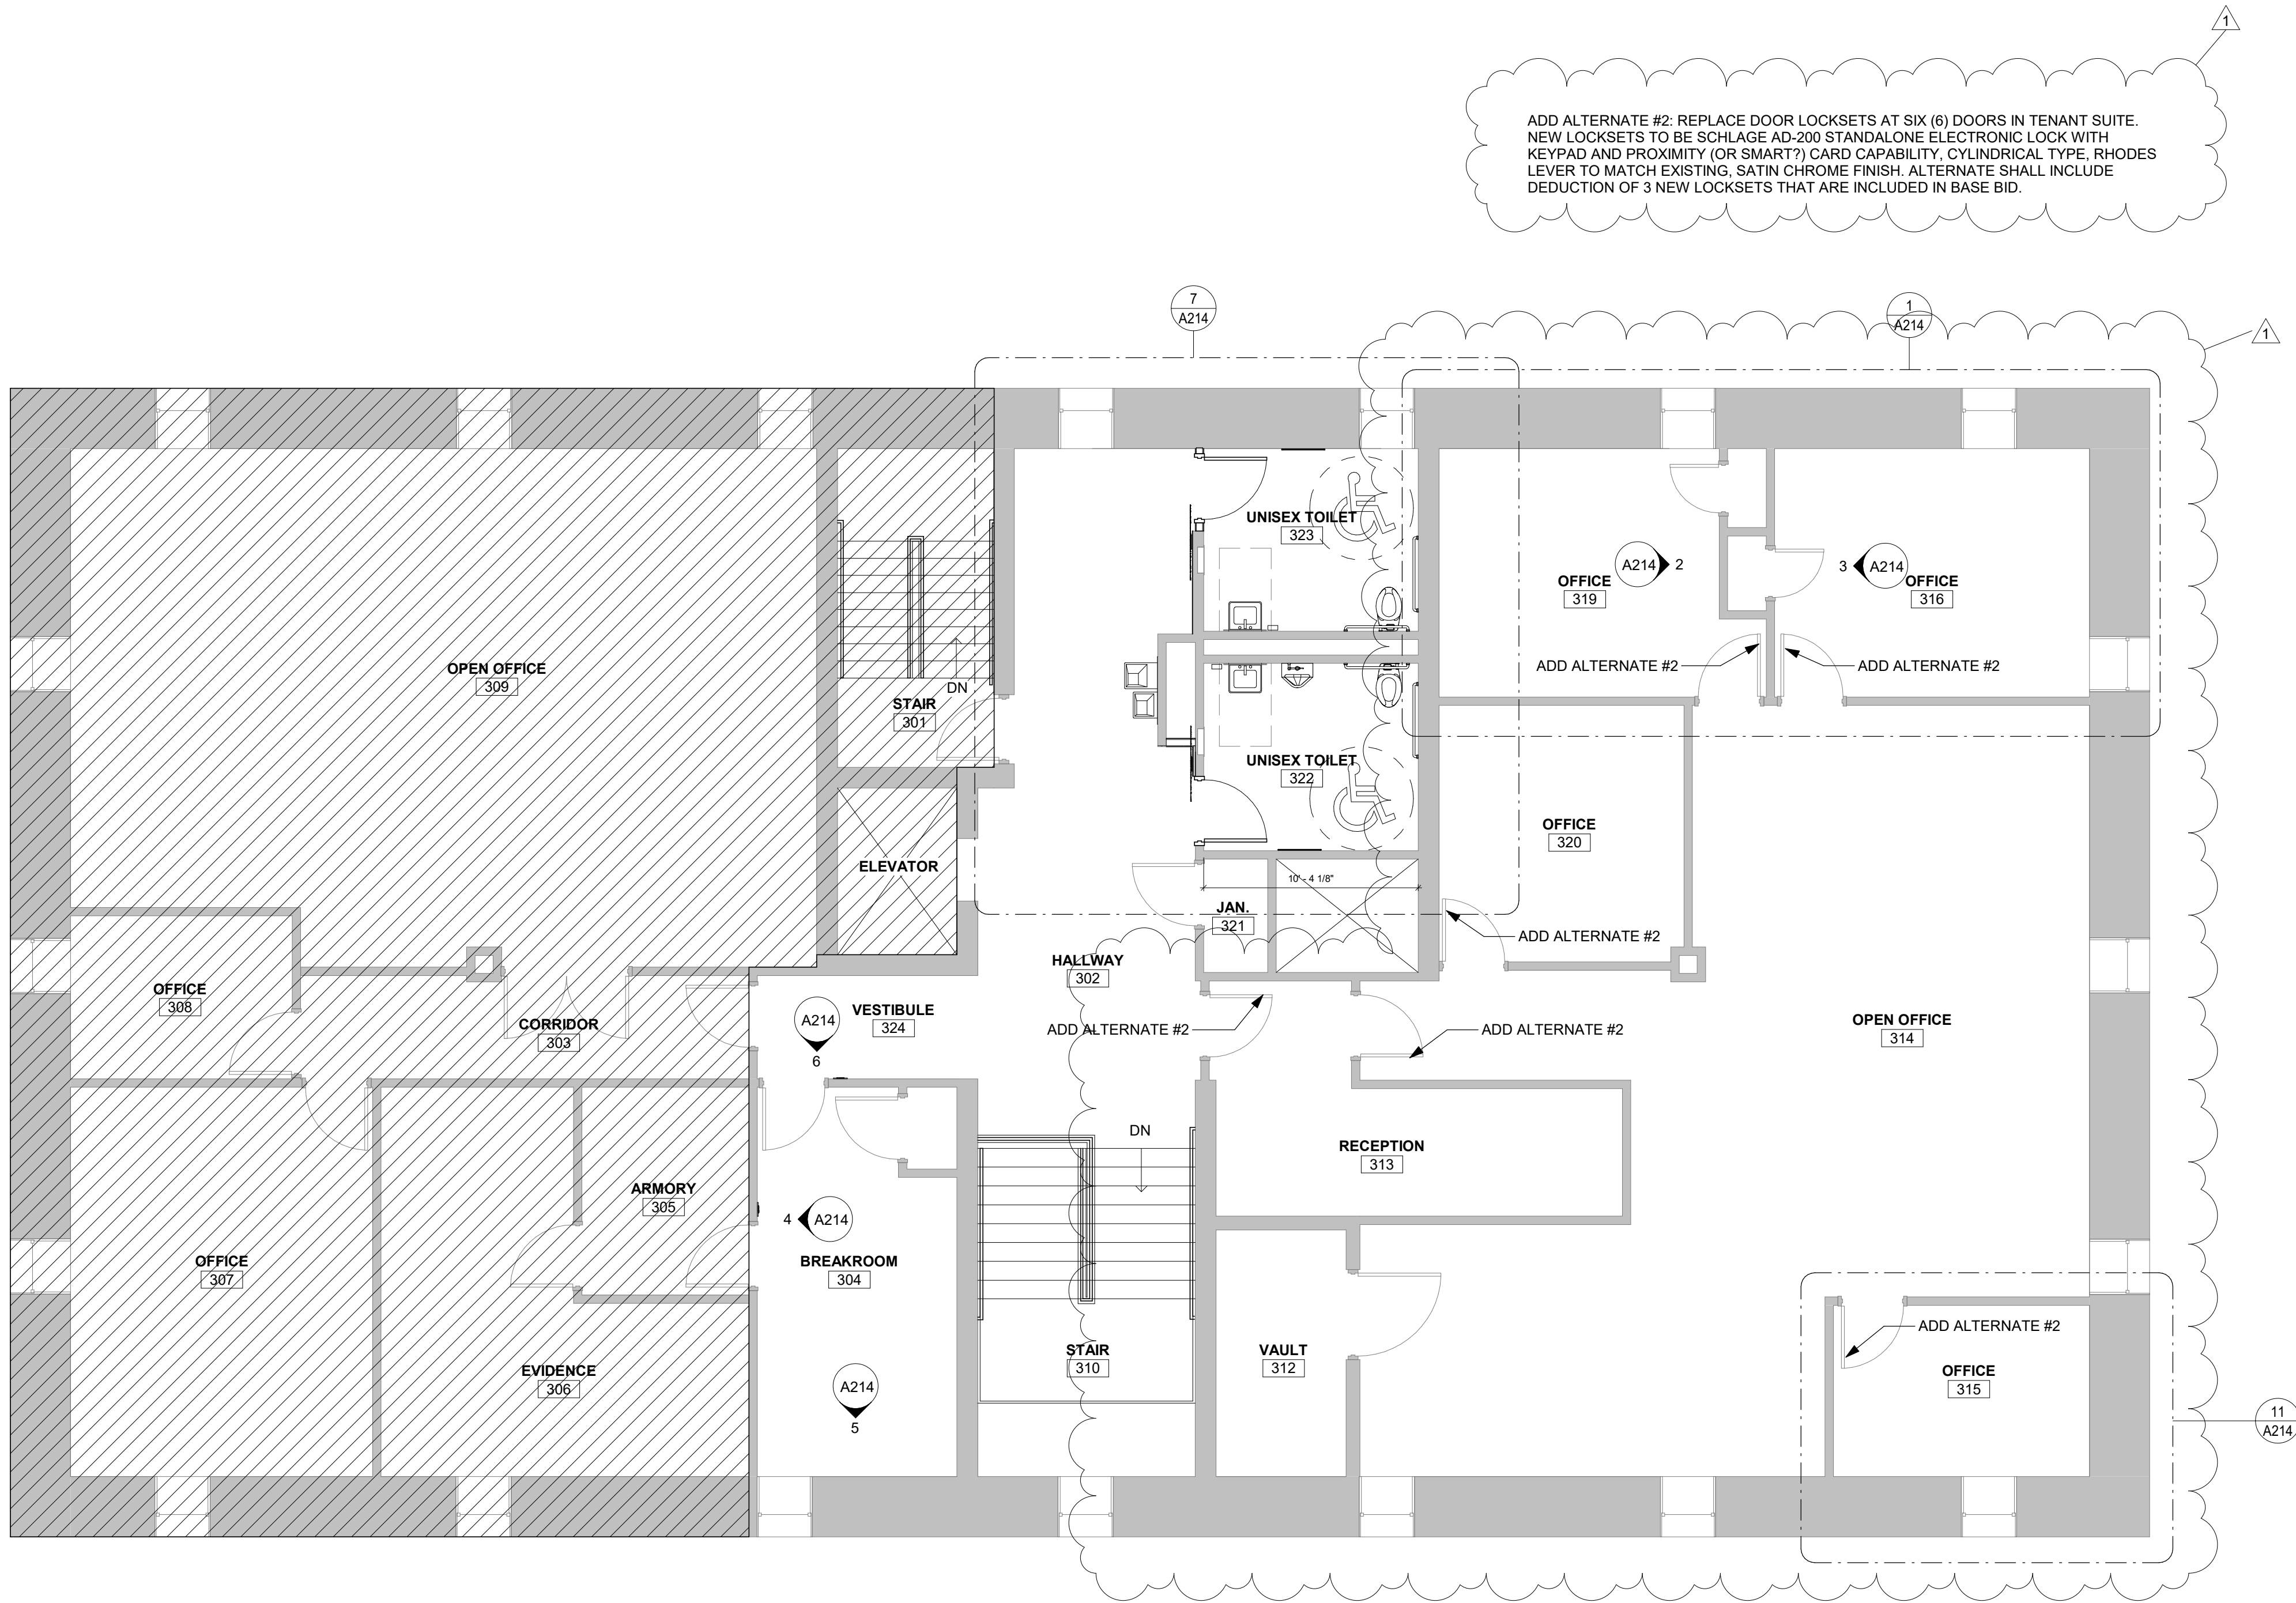 1
ADD ALTERNATE #2: REPLACE DOOR LOCKSETS AT SIX (6) DOORS IN TENANT SUITE.
NEW LOCKSETS TO BE SCHLAGE AD-200 STANDALONE ELECTRONIC LOCK WITH
KEYPAD AND PROXIMITY (OR SMART?) CARD CAPABILITY, CYLINDRICAL TYPE, RHODES
LEVER TO MATCH EXISTING, SATIN CHROME FINISH. ALTERNATE SHALL INCLUDE
DEDUCTION OF 3 NEW LOCKSETS THAT ARE INCLUDED IN BASE BID.
7
A214
1
A214
1
UNISEX TOILET
323
A214
2
3
A214
OFFICE
319
OFFICE
316
OPEN OFFICE
309
ADD ALTERNATE #2
ADD ALTERNATE #2
DN
STAIR
301
UNISEX TOILET
322
OFFICE
320
ELEVATOR
10' - 4 1/8"
JAN.
321
ADD ALTERNATE #2
HALLWAY
302
OFFICE
308
VESTIBULE
324
A214
6
CORRIDOR
303
ADD ALTERNATE #2
ADD ALTERNATE #2
OPEN OFFICE
314
DN
RECEPTION
313
ARMORY
305
4
A214
OFFICE
307
BREAKROOM
304
ADD ALTERNATE #2
STAIR
310
VAULT
312
EVIDENCE
306
A214
5
OFFICE
315
11
A214